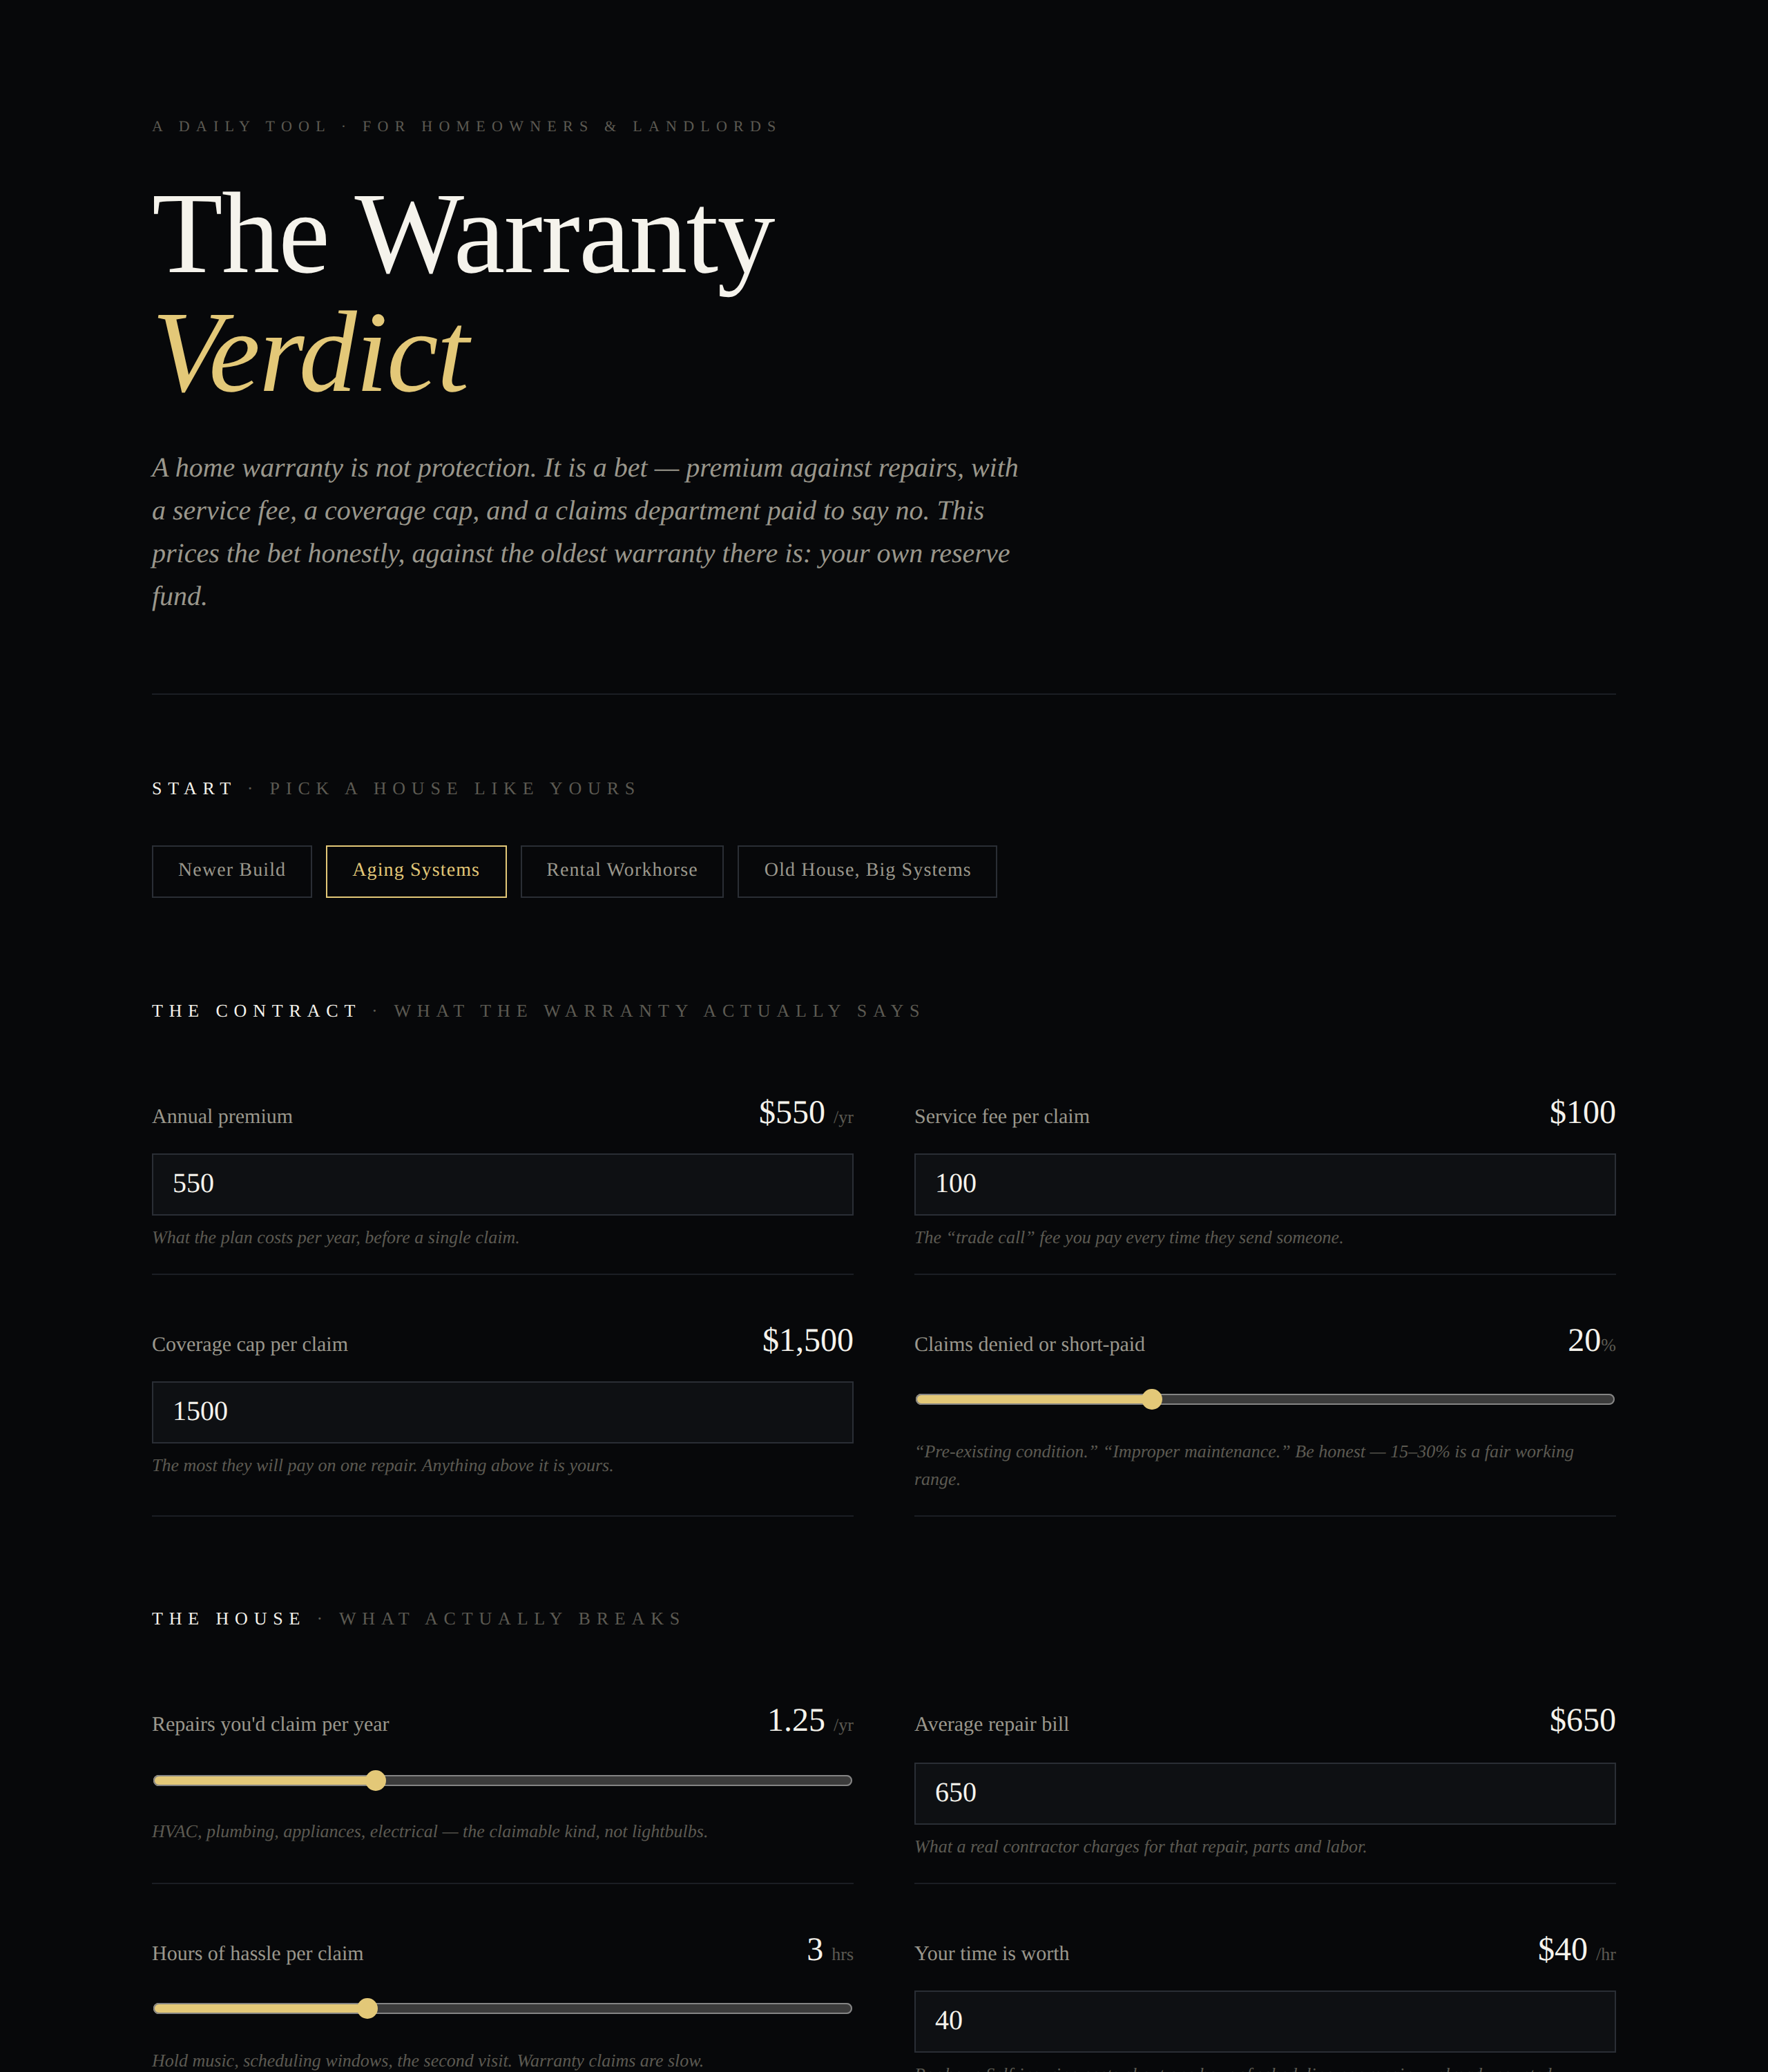 A DAILY TOOL · FOR HOMEOWNERS & LANDLORDS
The Warranty
Verdict
A home warranty is not protection. It is a bet — premium against repairs, with
a service fee, a coverage cap, and a claims department paid to say no. This
prices the bet honestly, against the oldest warranty there is: your own reserve
fund.
START · PICK A HOUSE LIKE YOURS
Newer Build
Aging Systems
Rental Workhorse
Old House, Big Systems
THE CONTRACT · WHAT THE WARRANTY ACTUALLY SAYS
Annual premium $550 /yr
550
What the plan costs per year, before a single claim.
Service fee per claim $100
100
The “trade call” fee you pay every time they send someone.
Coverage cap per claim $1,500
1500
The most they will pay on one repair. Anything above it is yours.
Claims denied or short-paid 20%
“Pre-existing condition.” “Improper maintenance.” Be honest — 15–30% is a fair working
range.
THE HOUSE · WHAT ACTUALLY BREAKS
Repairs you'd claim per year 1.25 /yr
HVAC, plumbing, appliances, electrical — the claimable kind, not lightbulbs.
Average repair bill $650
650
What a real contractor charges for that repair, parts and labor.
Hours of hassle per claim 3 hrs
Hold music, scheduling windows, the second visit. Warranty claims are slow.
Your time is worth $40 /hr
40